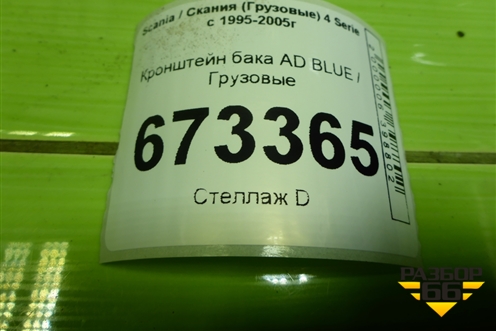 Scania / Скания (Грузовые) 4 Serie
с 1995-2005г
Кронштейн бака AD BLUE /
Грузовые
673365
Стеллаж D
РАЗБОР
66